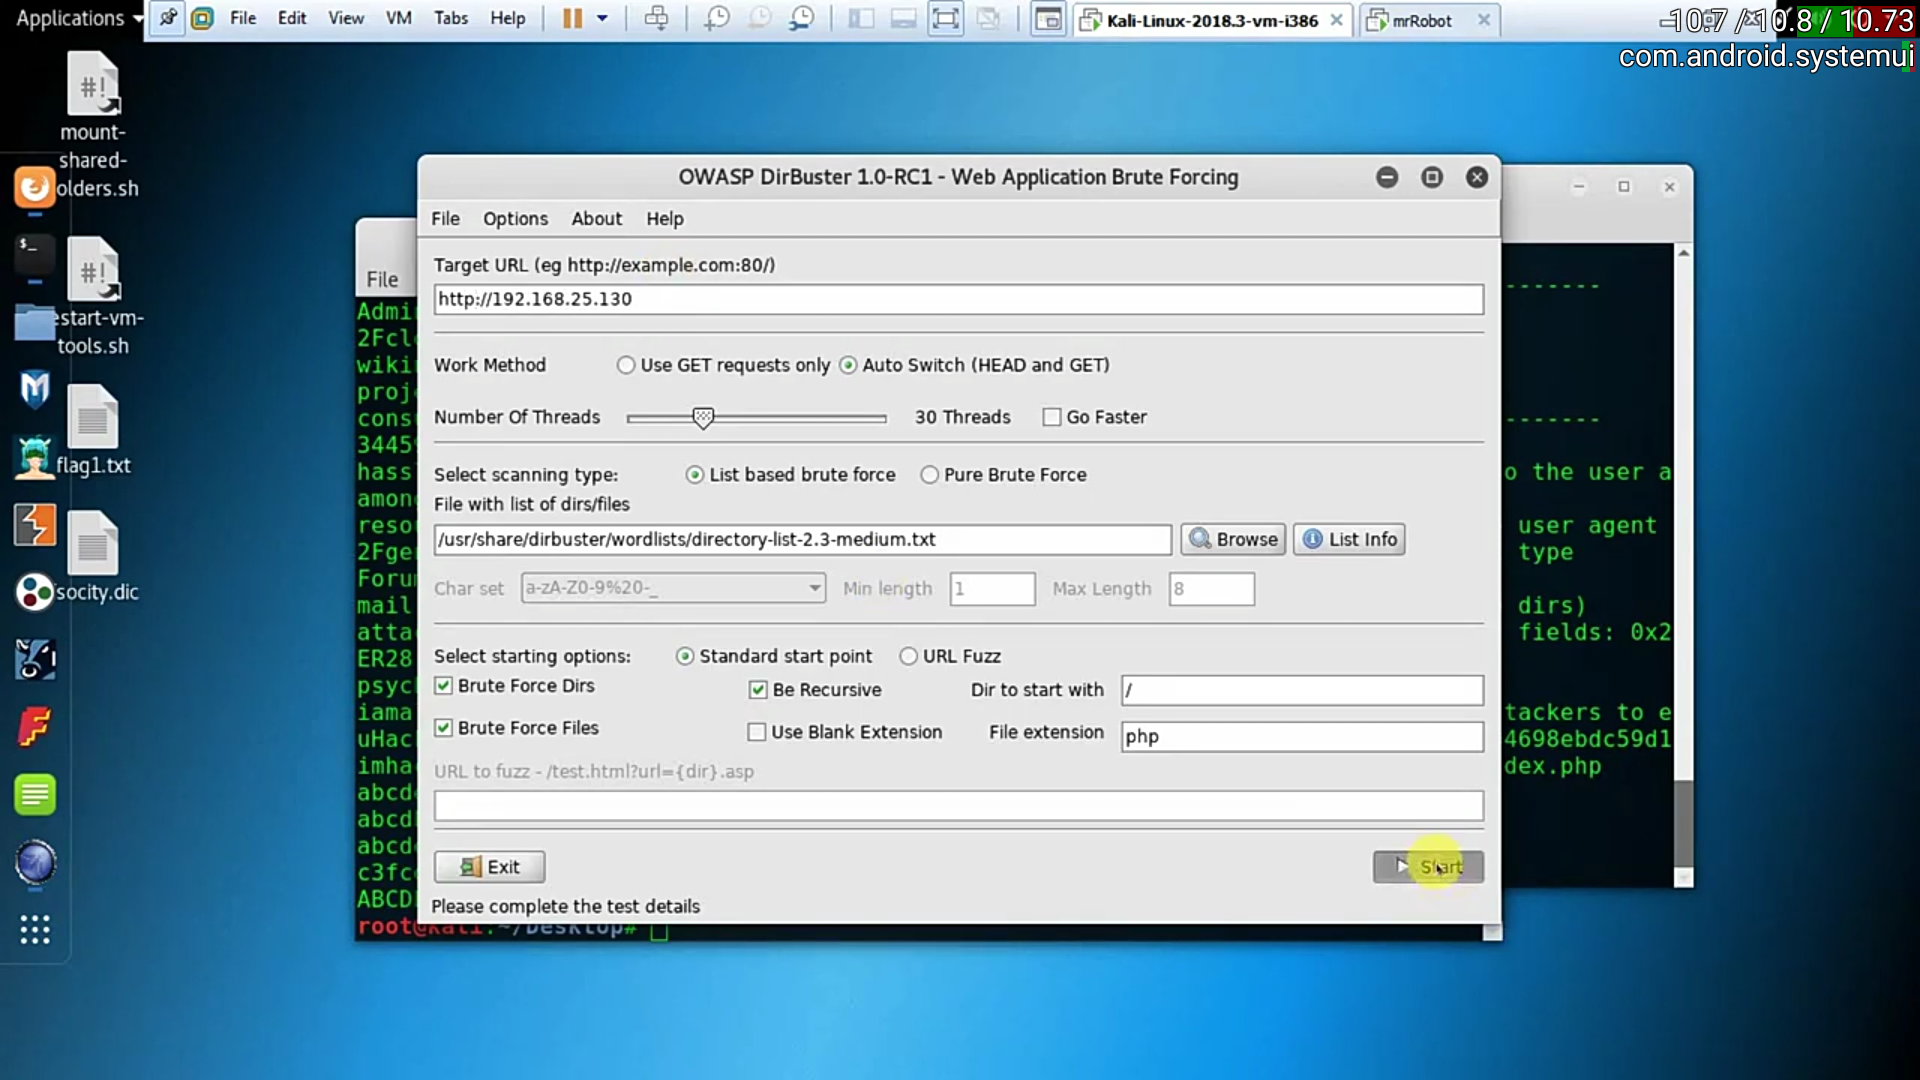 Applications
File Edit View VM Tabs Help
Kali-Linux-2018.3-vm-i386
mrRobot
10.7 /10.8 / 10.73
com.android.systemui
#!
mount-
shared-
olders.sh
#!
estart-vm-
tools.sh
flag1.txt
socity.dic
$_
OWASP DirBuster 1.0-RC1 - Web Application Brute Forcing
File Options About Help
Target URL (eg http://example.com:80/)
http://192.168.25.130
Work Method Use GET requests only Auto Switch (HEAD and GET)
Number Of Threads 30 Threads Go Faster
Select scanning type: List based brute force Pure Brute Force
File with list of dirs/files
/usr/share/dirbuster/wordlists/directory-list-2.3-medium.txt Browse List Info
Char set a-zA-Z0-9%20-_ Min length 1 Max Length 8
Select starting options: Standard start point URL Fuzz
Brute Force Dirs Be Recursive Dir to start with /
Brute Force Files Use Blank Extension File extension php
URL to fuzz - /test.html?url={dir}.asp
Exit Start
Please complete the test details
File
Admi
2Fcl
wiki
proj
cons
3445
hass
amon
reso
2Fge
Foru
mail
atta
ER28
psyc
iama
uHac
imha
abcd
abcd
abcd
c3fc
ABCD
root@kali:~/Desktop#
-------
-------
o the user a
user agent
type
dirs)
fields: 0x2
tackers to e
4698ebdc59d1
dex.php